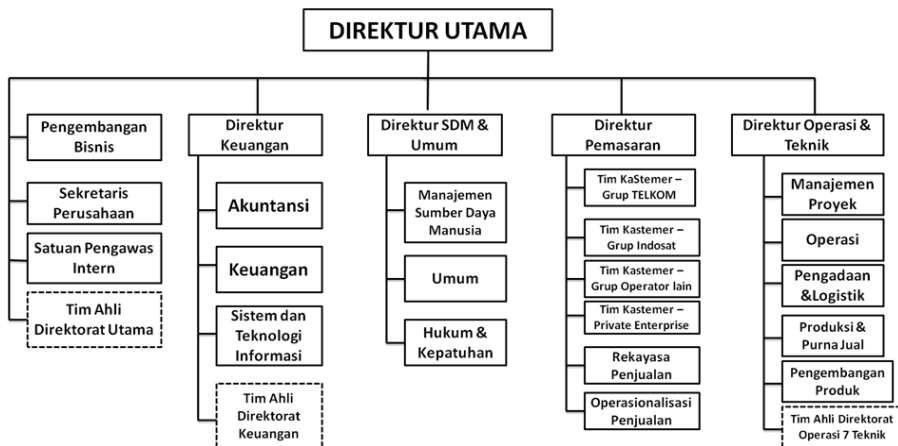 DIREKTUR UTAMA
Pengembangan
Bisnis
Sekretaris
Perusahaan
Satuan Pengawas
Intern
Tim Ahli
Direktorat Utama
Direktur
Keuangan
Akuntansi
Keuangan
Sistem dan
Teknologi
Informasi
Tim Ahli
Direktorat
Keuangan
Direktur SDM &
Umum
Manajemen
Sumber Daya
Manusia
Umum
Hukum &
Kepatuhan
Direktur
Pemasaran
Tim KaStemer –
Grup TELKOM
Tim Kastemer –
Grup Indosat
Tim Kastemer –
Grup Operator lain
Tim Kastemer –
Private Enterprise
Rekayasa
Penjualan
Operasionalisasi
Penjualan
Direktur Operasi &
Teknik
Manajemen
Proyek
Operasi
Pengadaan
&Logistik
Produksi &
Purna Jual
Pengembangan
Produk
Tim Ahli Direktorat
Operasi 7 Teknik